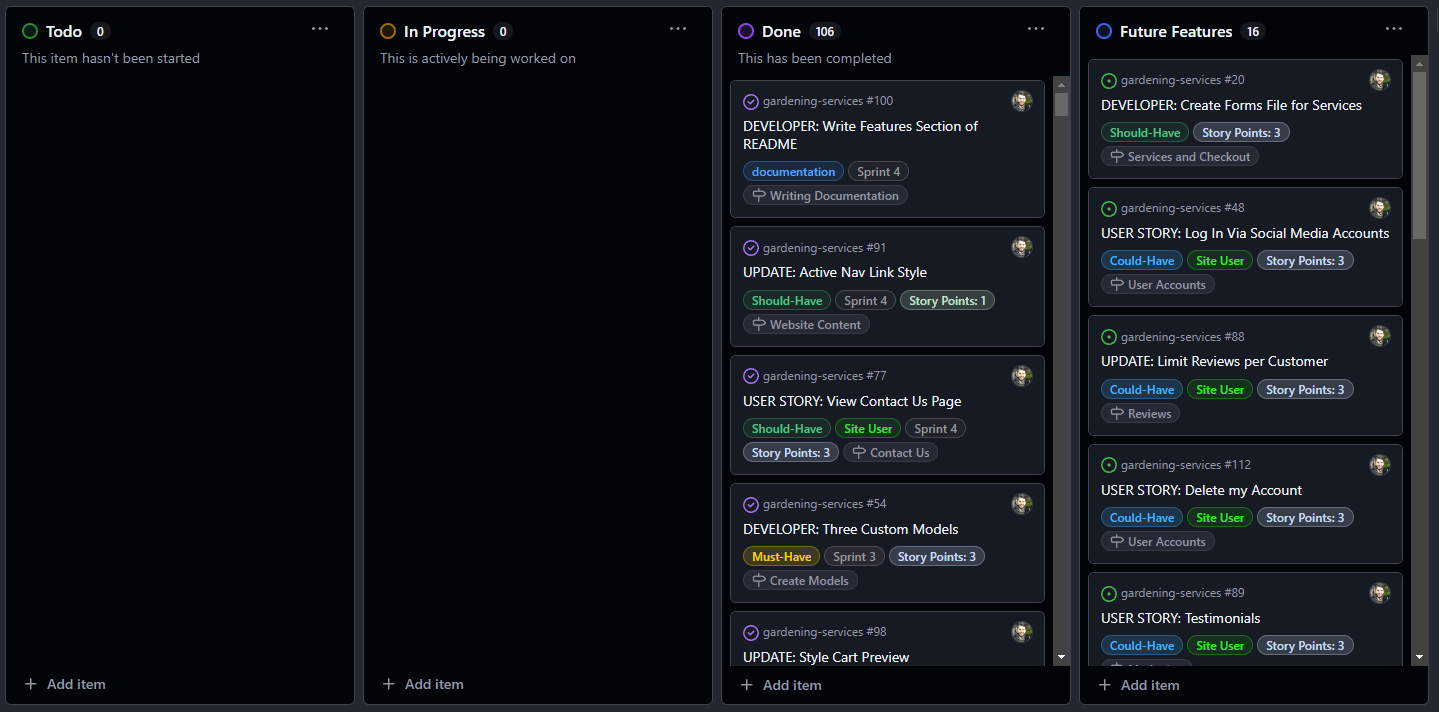 Todo 0
This item hasn't been started
Add item
In Progress 0
This is actively being worked on
Add item
Done 106
This has been completed
gardening-services #100
DEVELOPER: Write Features Section of
README
documentation Sprint 4
Writing Documentation
gardening-services #91
UPDATE: Active Nav Link Style
Should-Have Sprint 4 Story Points: 1
Website Content
gardening-services #77
USER STORY: View Contact Us Page
Should-Have Site User Sprint 4
Story Points: 3 Contact Us
gardening-services #54
DEVELOPER: Three Custom Models
Must-Have Sprint 3 Story Points: 3
Create Models
gardening-services #98
UPDATE: Style Cart Preview
Add item
Future Features 16
gardening-services #20
DEVELOPER: Create Forms File for Services
Should-Have Story Points: 3
Services and Checkout
gardening-services #48
USER STORY: Log In Via Social Media Accounts
Could-Have Site User Story Points: 3
User Accounts
gardening-services #88
UPDATE: Limit Reviews per Customer
Could-Have Site User Story Points: 3
Reviews
gardening-services #112
USER STORY: Delete my Account
Could-Have Site User Story Points: 3
User Accounts
gardening-services #89
USER STORY: Testimonials
Could-Have Site User Story Points: 3
Add item